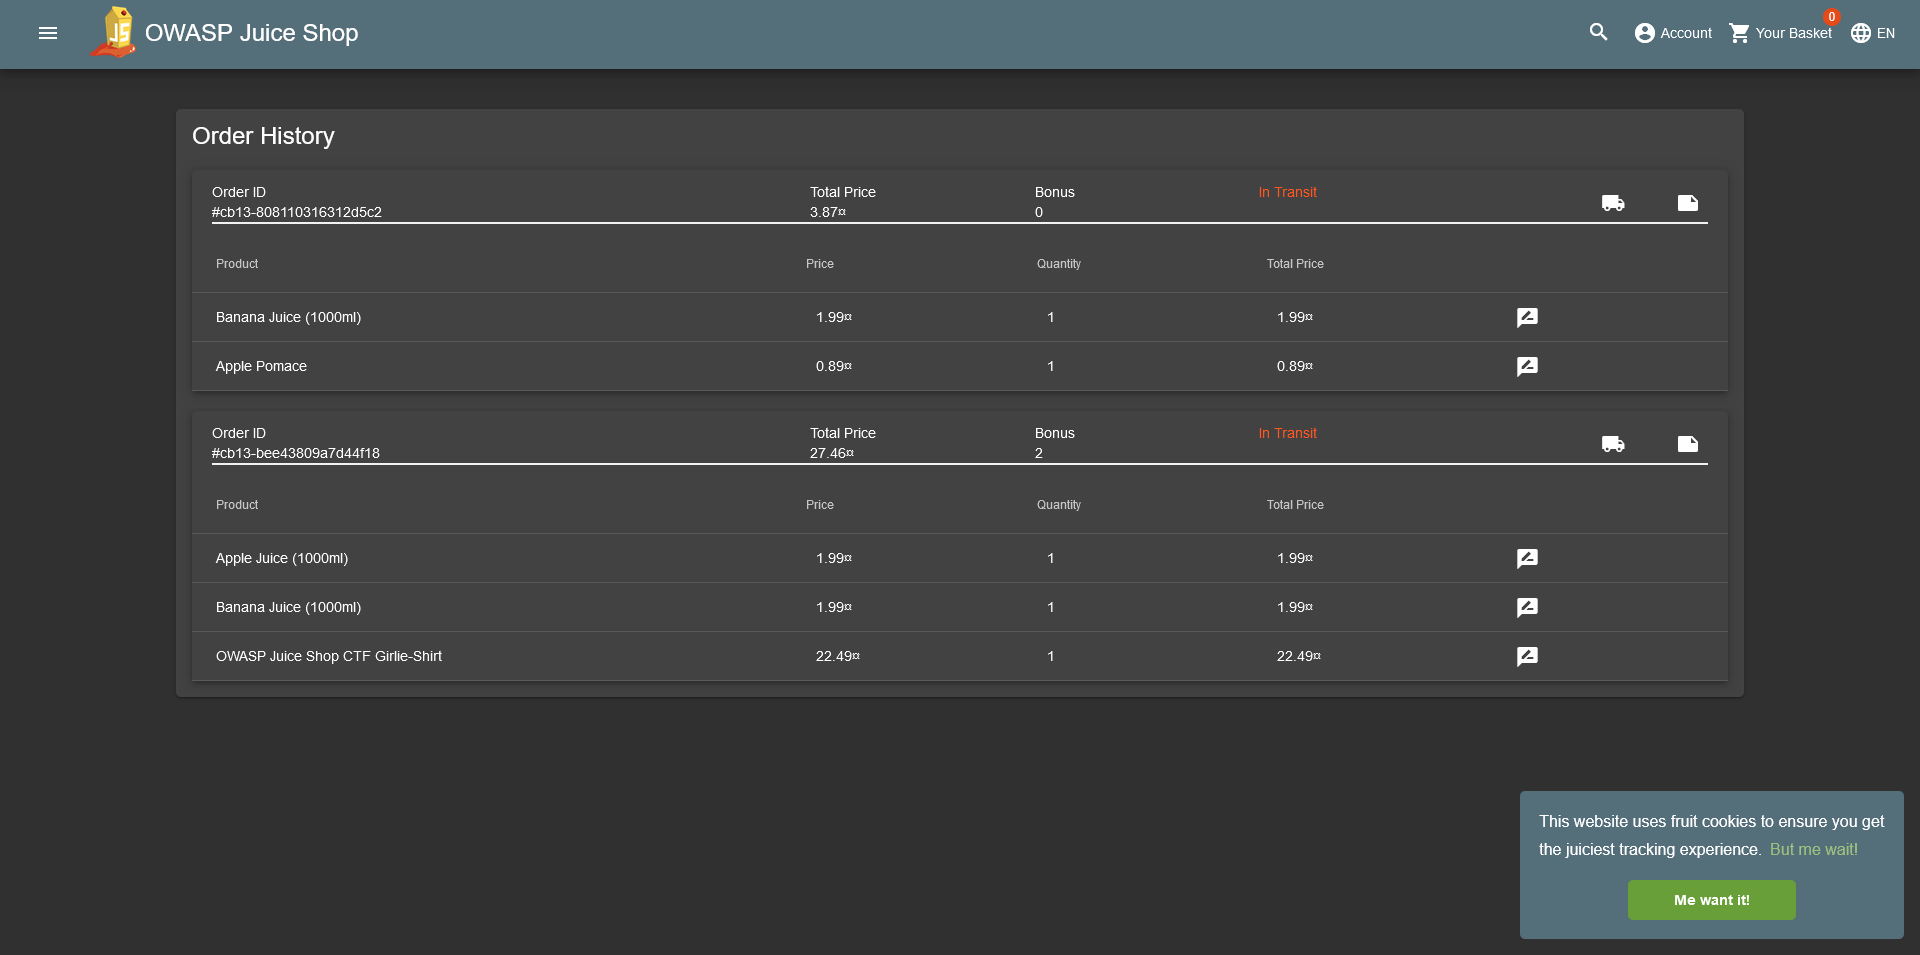 OWASP Juice Shop
Account
Your Basket
0
EN
Order History
Order ID Total Price Bonus In Transit
#cb13-808110316312d5c2 3.87¤ 0
Product Price Quantity Total Price
Banana Juice (1000ml) 1.99¤ 1 1.99¤
Apple Pomace 0.89¤ 1 0.89¤
Order ID Total Price Bonus In Transit
#cb13-bee43809a7d44f18 27.46¤ 2
Product Price Quantity Total Price
Apple Juice (1000ml) 1.99¤ 1 1.99¤
Banana Juice (1000ml) 1.99¤ 1 1.99¤
OWASP Juice Shop CTF Girlie-Shirt 22.49¤ 1 22.49¤
This website uses fruit cookies to ensure you get
the juiciest tracking experience. But me wait!
Me want it!